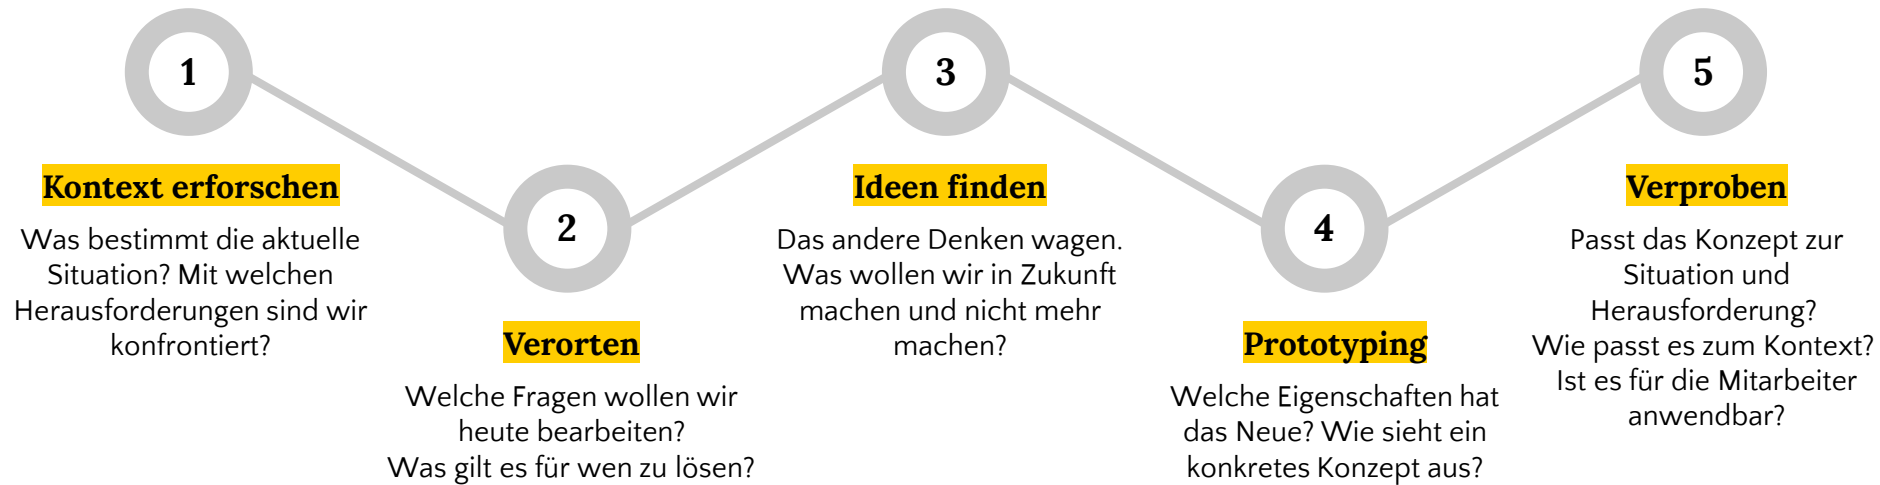 1
Kontext erforschen
Was bestimmt die aktuelle
Situation? Mit welchen
Herausforderungen sind wir
konfrontiert?
2
Verorten
Welche Fragen wollen wir
heute bearbeiten?
Was gilt es für wen zu lösen?
3
Ideen finden
Das andere Denken wagen.
Was wollen wir in Zukunft
machen und nicht mehr
machen?
4
Prototyping
Welche Eigenschaften hat
das Neue? Wie sieht ein
konkretes Konzept aus?
5
Verproben
Passt das Konzept zur
Situation und
Herausforderung?
Wie passt es zum Kontext?
Ist es für die Mitarbeiter
anwendbar?